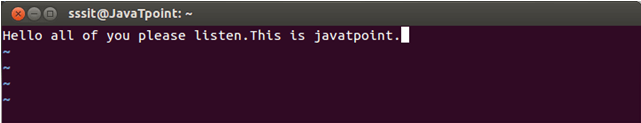 sssit@JavaTpoint: ~
Hello all of you please listen.This is javatpoint.
~
~
~
~